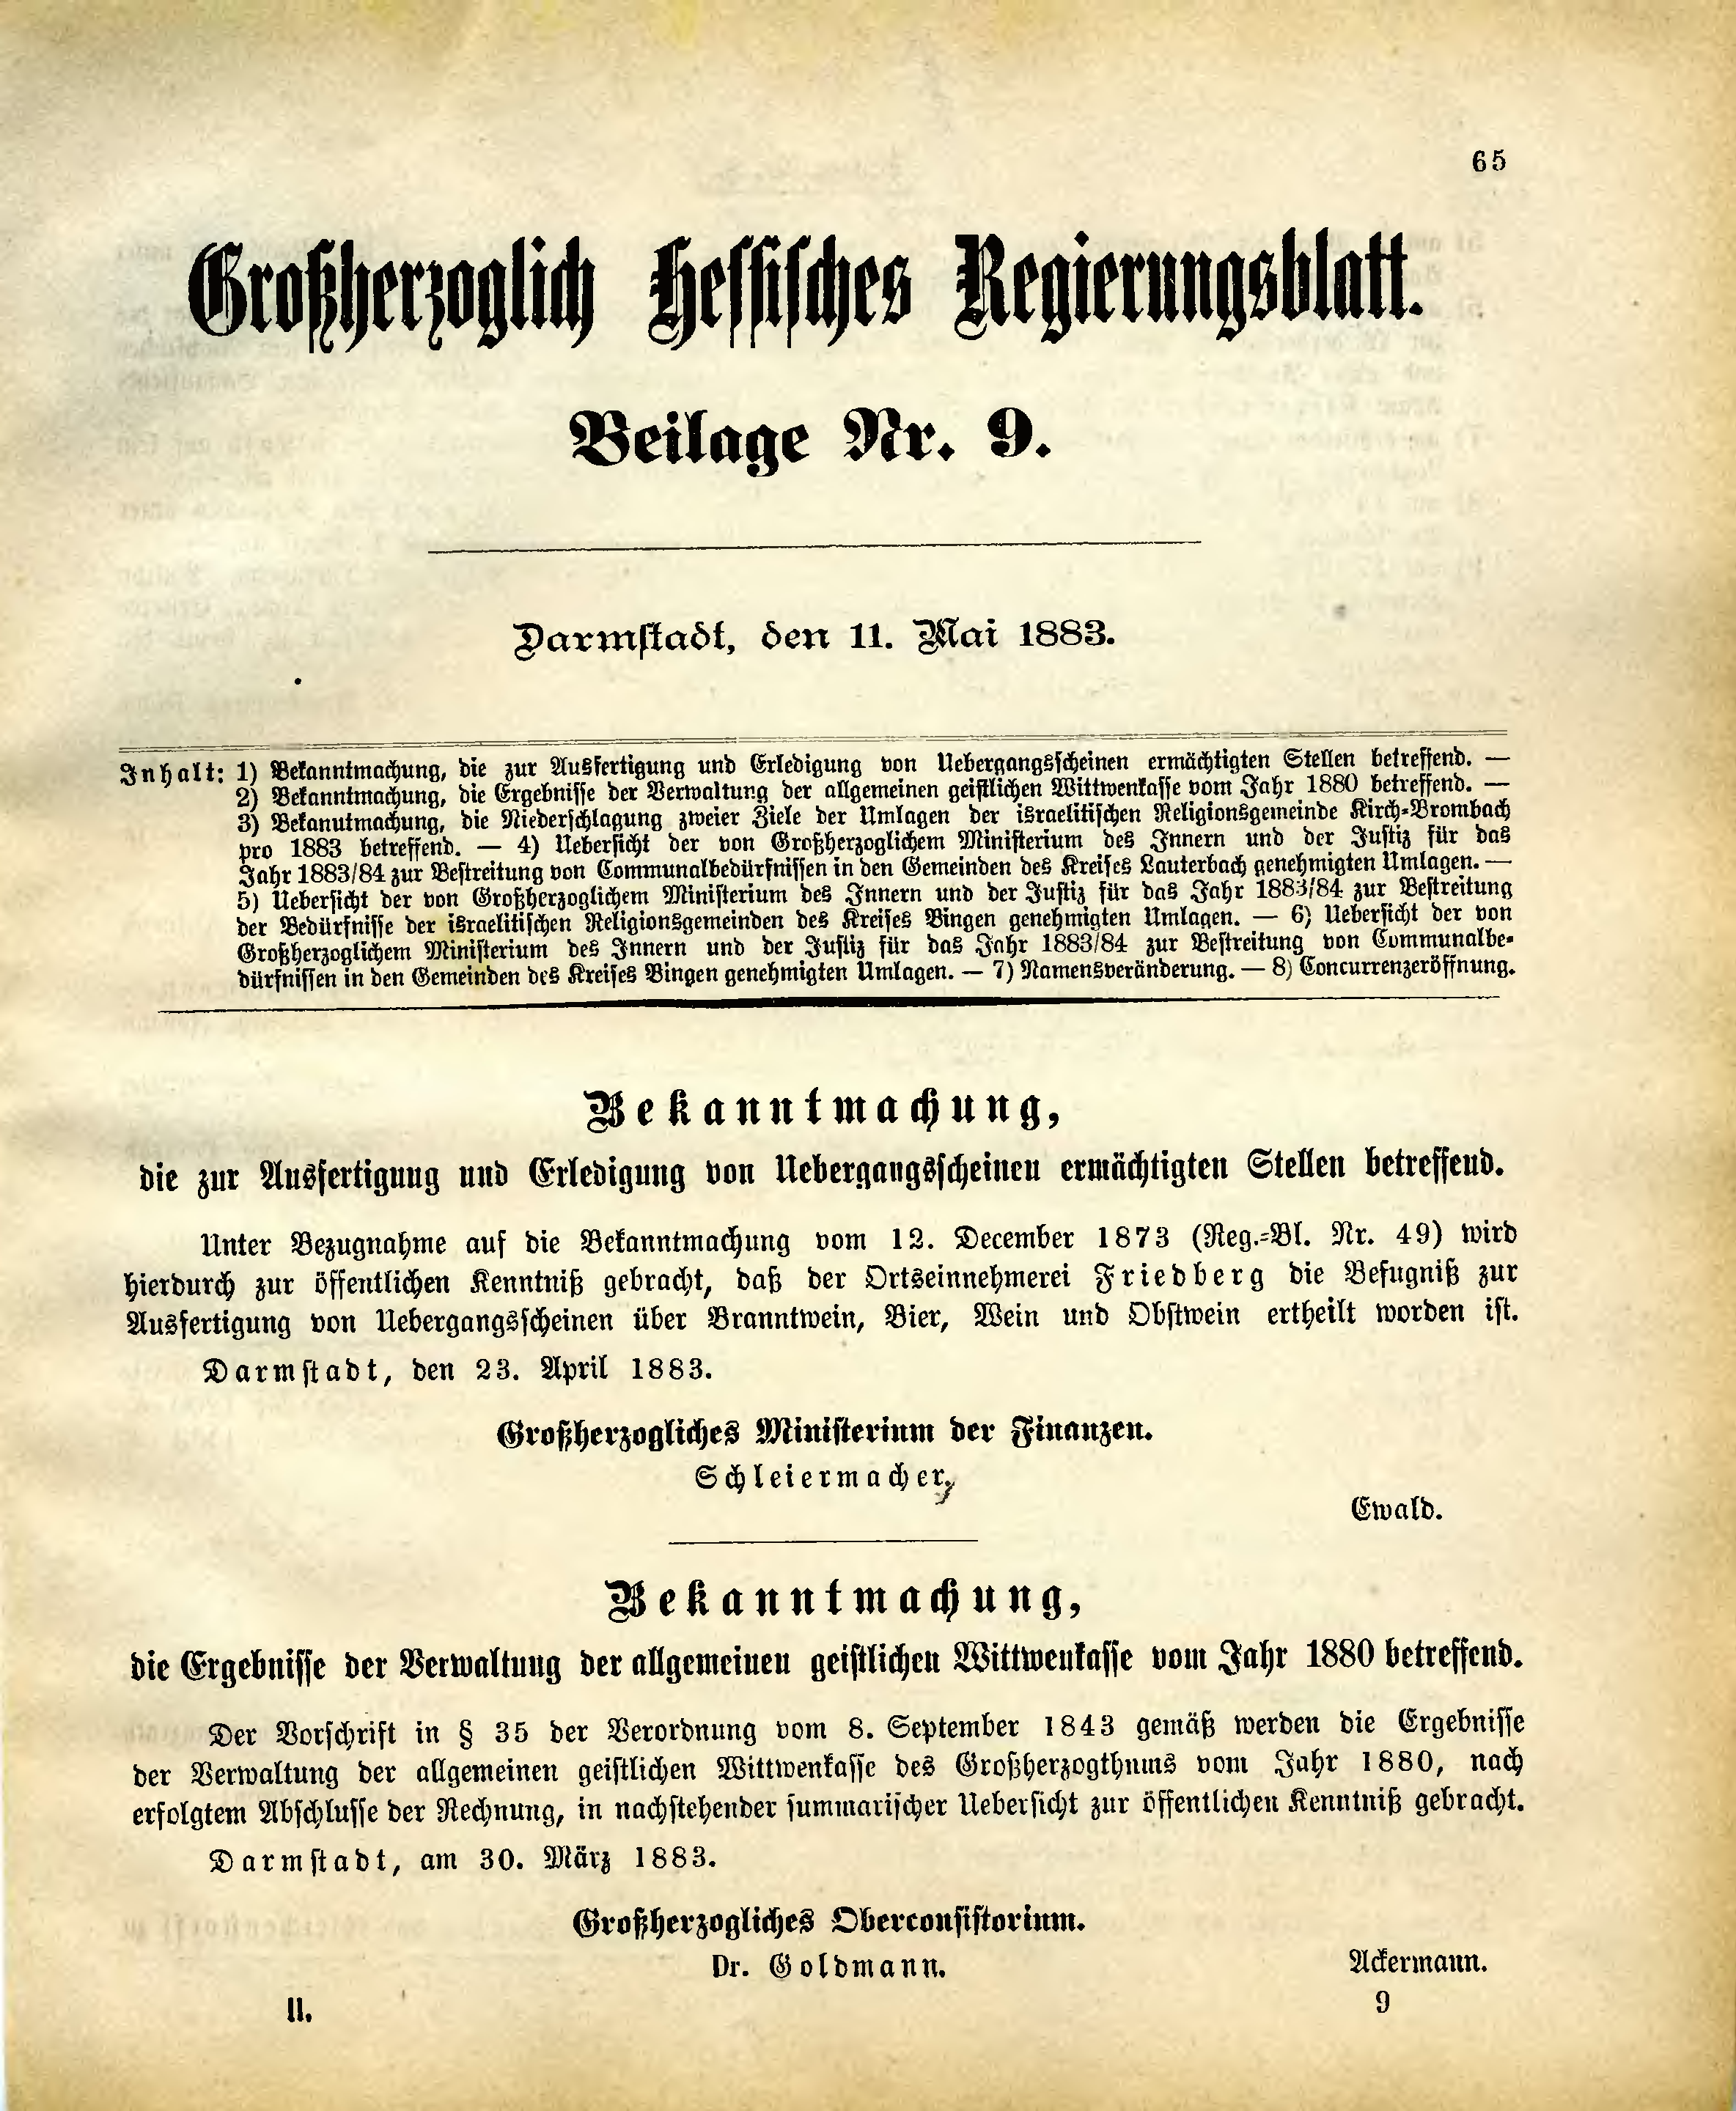 65
Großherzoglich Hessisches Regierungsblatt.
Beilage Nr. 9.
Darmstadt, den 11. Mai 1883.
Inhalt: 1) Bekanntmachung, die zur Ausfertigung und Erledigung von Uebergangsscheinen ermächtigten Stellen betreffend. —
2) Bekanntmachung, die Ergebnisse der Verwaltung der allgemeinen geistlichen Wittwenkasse vom Jahr 1880 betreffend. —
3) Bekanutmachung, die Niederschlagung zweier Ziele der Umlagen der israelitischen Religionsgemeinde Kirch-Brombach
pro 1883 betreffend. — 4) Uebersicht der von Großherzoglichem Ministerium des Innern und der Justiz für das
Jahr 1883/84 zur Bestreitung von Communalbedürfnissen in den Gemeinden des Kreises Lauterbach genehmigten Umlagen. —
5) Uebersicht der von Großherzoglichem Ministerium des Innern und der Justiz für das Jahr 1883/84 zur Bestreitung
der Bedürfnisse der israelitischen Religionsgemeinden des Kreises Bingen genehmigten Umlagen. — 6) Uebersicht der von
Großherzoglichem Ministerium des Innern und der Justiz für das Jahr 1883/84 zur Bestreitung von Communalbe-
dürfnissen in den Gemeinden des Kreises Bingen genehmigten Umlagen. — 7) Namensveränderung. — 8) Concurrenzeröffnung.
Bekanntmachung,
die zur Ausfertigung und Erledigung von Uebergangsscheinen ermächtigten Stellen betreffend.
Unter Bezugnahme auf die Bekanntmachung vom 12. December 1873 (Reg.-Bl. Nr. 49) wird
hierdurch zur öffentlichen Kenntniß gebracht, daß der Ortseinnehmerei Friedberg die Befugniß zur
Ausfertigung von Uebergangsscheinen über Branntwein, Bier, Wein und Obstwein ertheilt worden ist.
Darmstadt, den 23. April 1883.
Großherzogliches Ministerium der Finanzen.
Schleiermacher,
Ewald.
Bekanntmachung,
die Ergebnisse der Verwaltung der allgemeinen geistlichen Wittwenkasse vom Jahr 1880 betreffend.
Der Vorschrift in § 35 der Verordnung vom 8. September 1843 gemäß werden die Ergebnisse
der Verwaltung der allgemeinen geistlichen Wittwenkasse des Großherzogthums vom Jahr 1880, nach
erfolgtem Abschlusse der Rechnung, in nachstehender summarischer Uebersicht zur öffentlichen Kenntniß gebracht.
Darmstadt, am 30. März 1883.
Großherzogliches Oberconsistorium.
Dr. Goldmann.
Ackermann.
II.
9